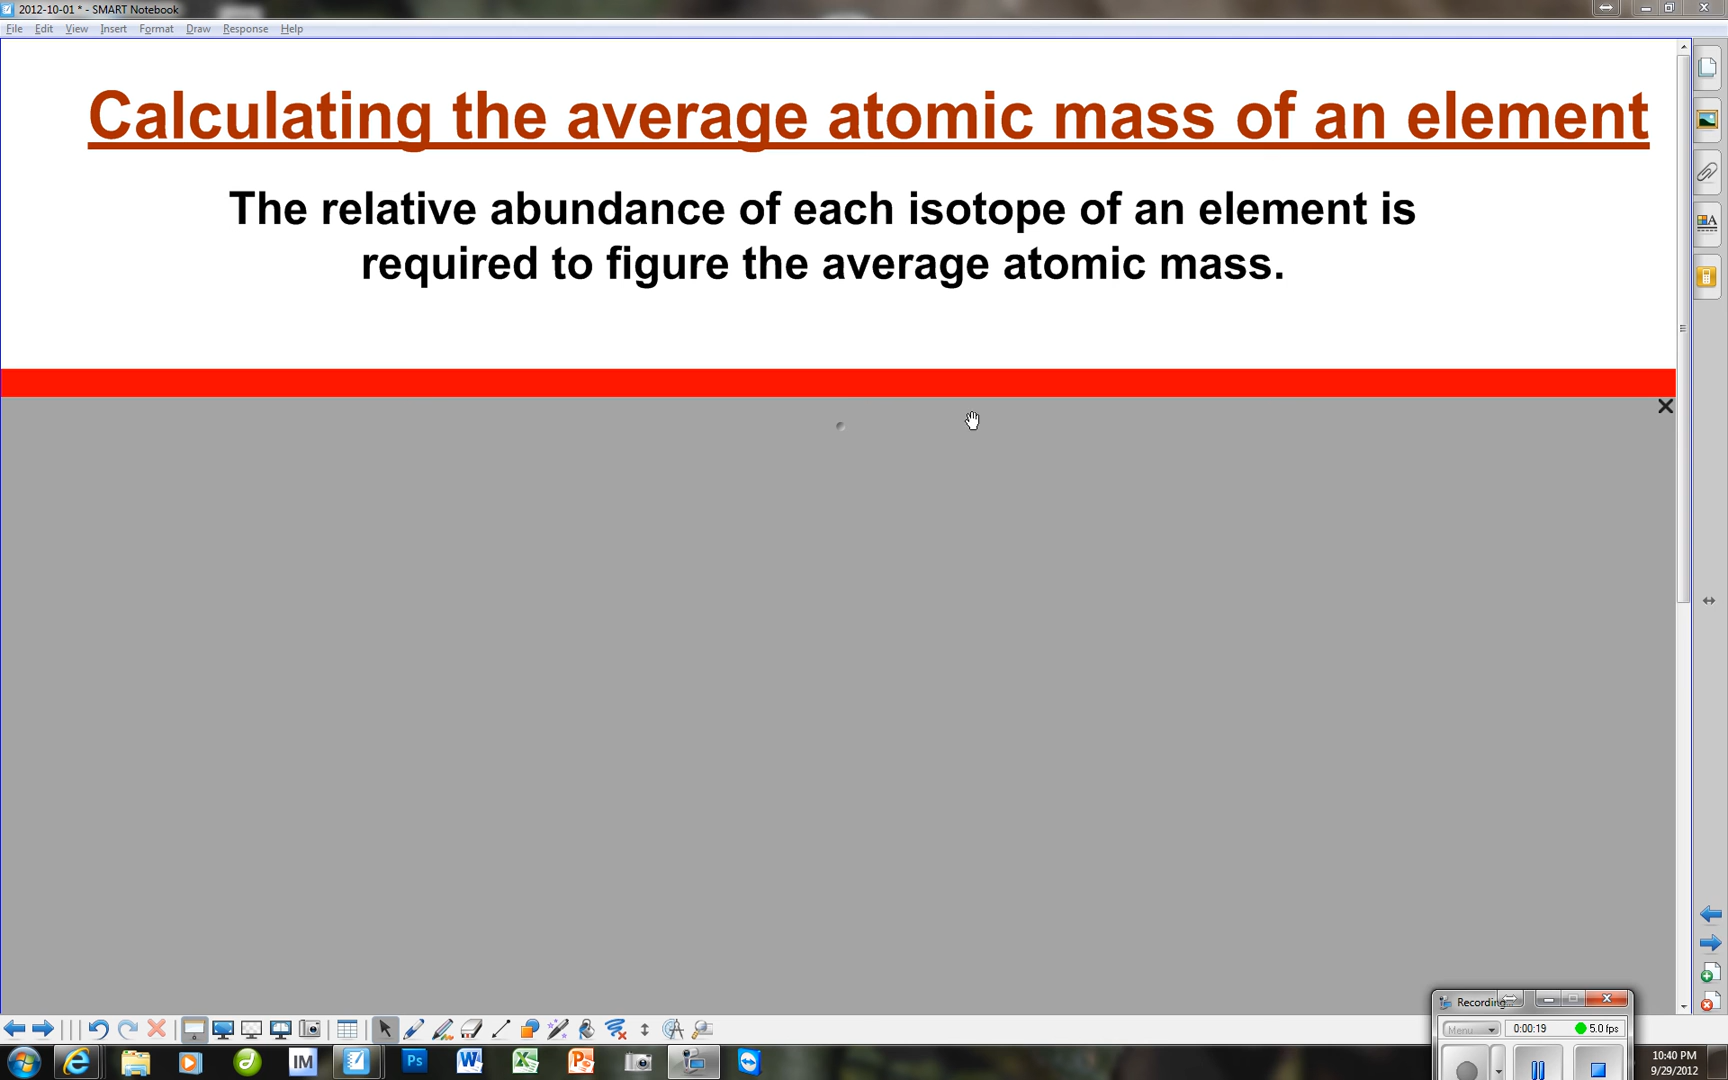 2012-10-01 * - SMART Notebook
File Edit View Insert Format Draw Response Help
Calculating the average atomic mass of an element
The relative abundance of each isotope of an element is
required to figure the average atomic mass.
Recording
Menu 0:00:19 5.0 fps
IM Ps
10:40 PM
9/29/2012